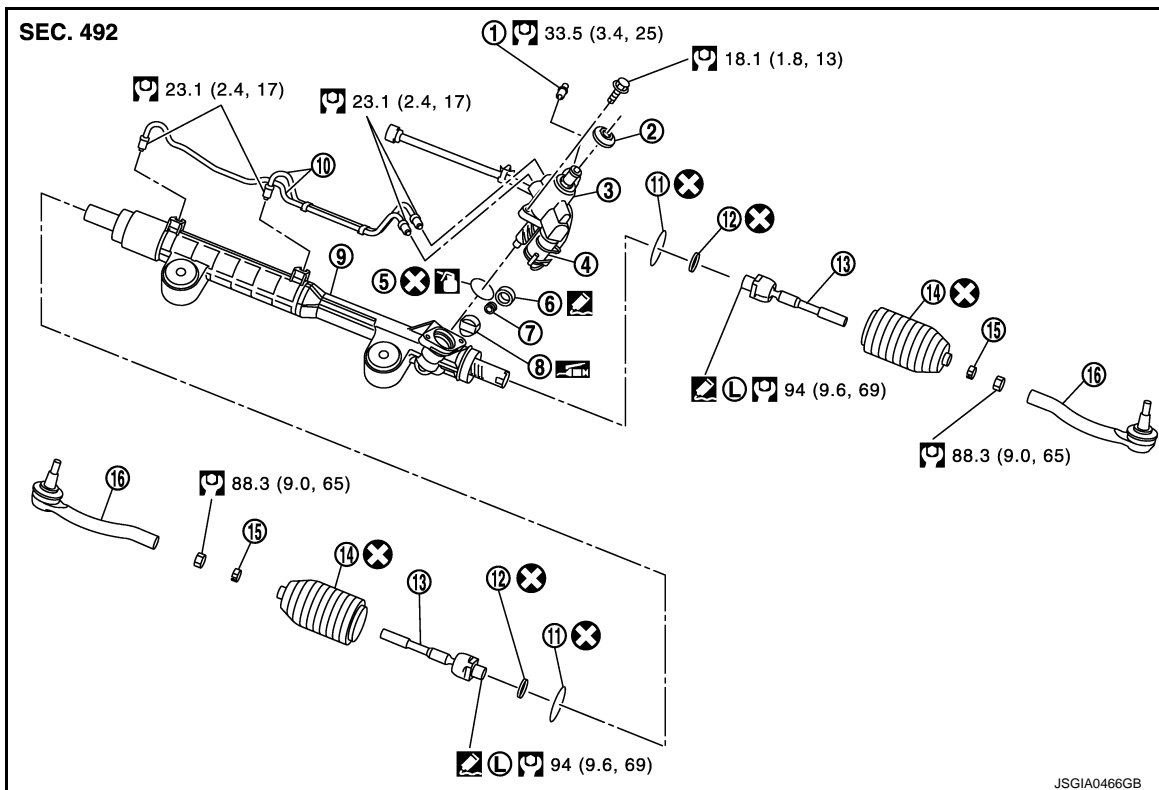 SEC. 492
① 33.5 (3.4, 25)
18.1 (1.8, 13)
23.1 (2.4, 17)
23.1 (2.4, 17)
②
⑩
③
⑪
⑫
④
⑨
⑤
⑥
⑬
⑭
⑦
⑮
⑧
⑯
Ⓛ 94 (9.6, 69)
88.3 (9.0, 65)
⑯
88.3 (9.0, 65)
⑮
⑭
⑬
⑫
⑪
Ⓛ 94 (9.6, 69)
JSGIA0466GB